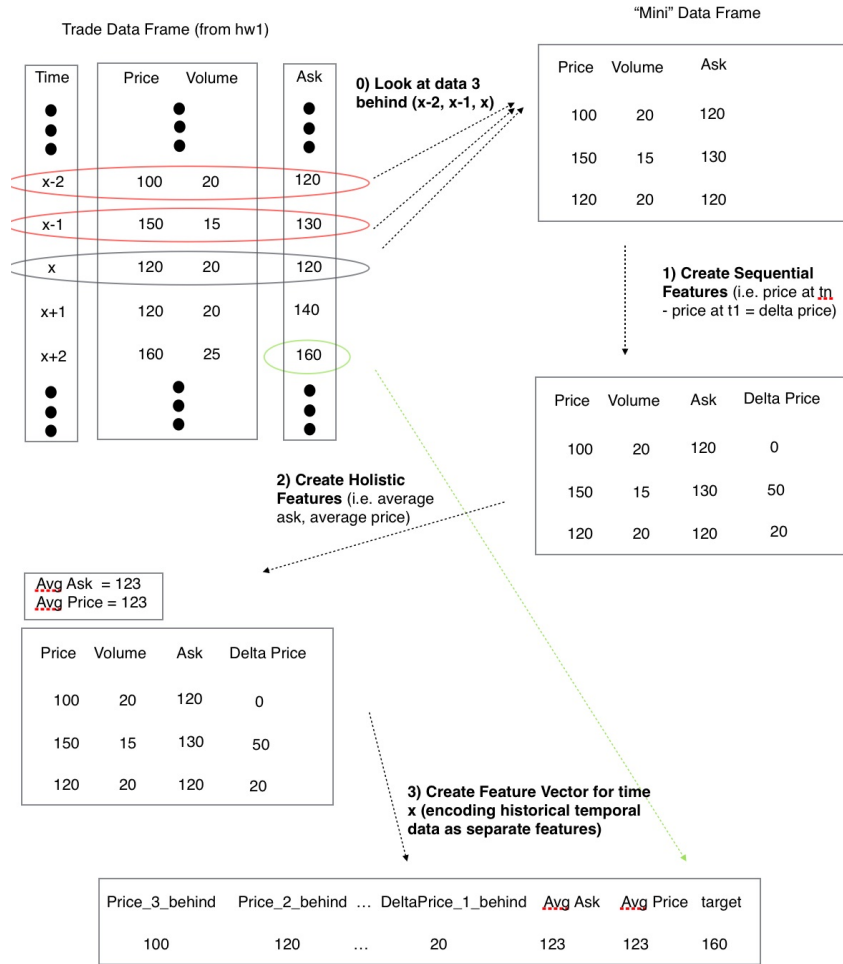 Trade Data Frame (from hw1)
Time Price Volume Ask
x-2 100 20 120
x-1 150 15 130
x 120 20 120
x+1 120 20 140
x+2 160 25 160
0) Look at data 3
behind (x-2, x-1, x)
“Mini” Data Frame
Price Volume Ask
100 20 120
150 15 130
120 20 120
1) Create Sequential
Features (i.e. price at tn
- price at t1 = delta price)
Price Volume Ask Delta Price
100 20 120 0
150 15 130 50
120 20 120 20
2) Create Holistic
Features (i.e. average
ask, average price)
Avg Ask = 123
Avg Price = 123
Price Volume Ask Delta Price
100 20 120 0
150 15 130 50
120 20 120 20
3) Create Feature Vector for time
x (encoding historical temporal
data as separate features)
Price_3_behind Price_2_behind ... DeltaPrice_1_behind Avg Ask Avg Price target
100 120 ... 20 123 123 160